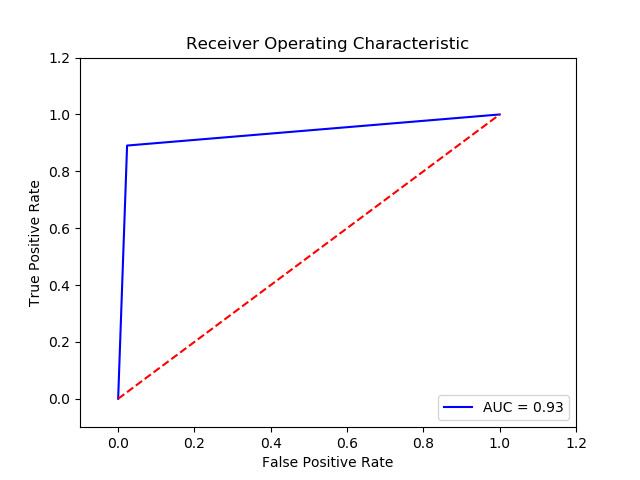 Receiver Operating Characteristic
1.2
1.0
0.8
0.6
0.4
0.2
0.0
True Positive Rate
AUC = 0.93
0.0 0.2 0.4 0.6 0.8 1.0 1.2
False Positive Rate